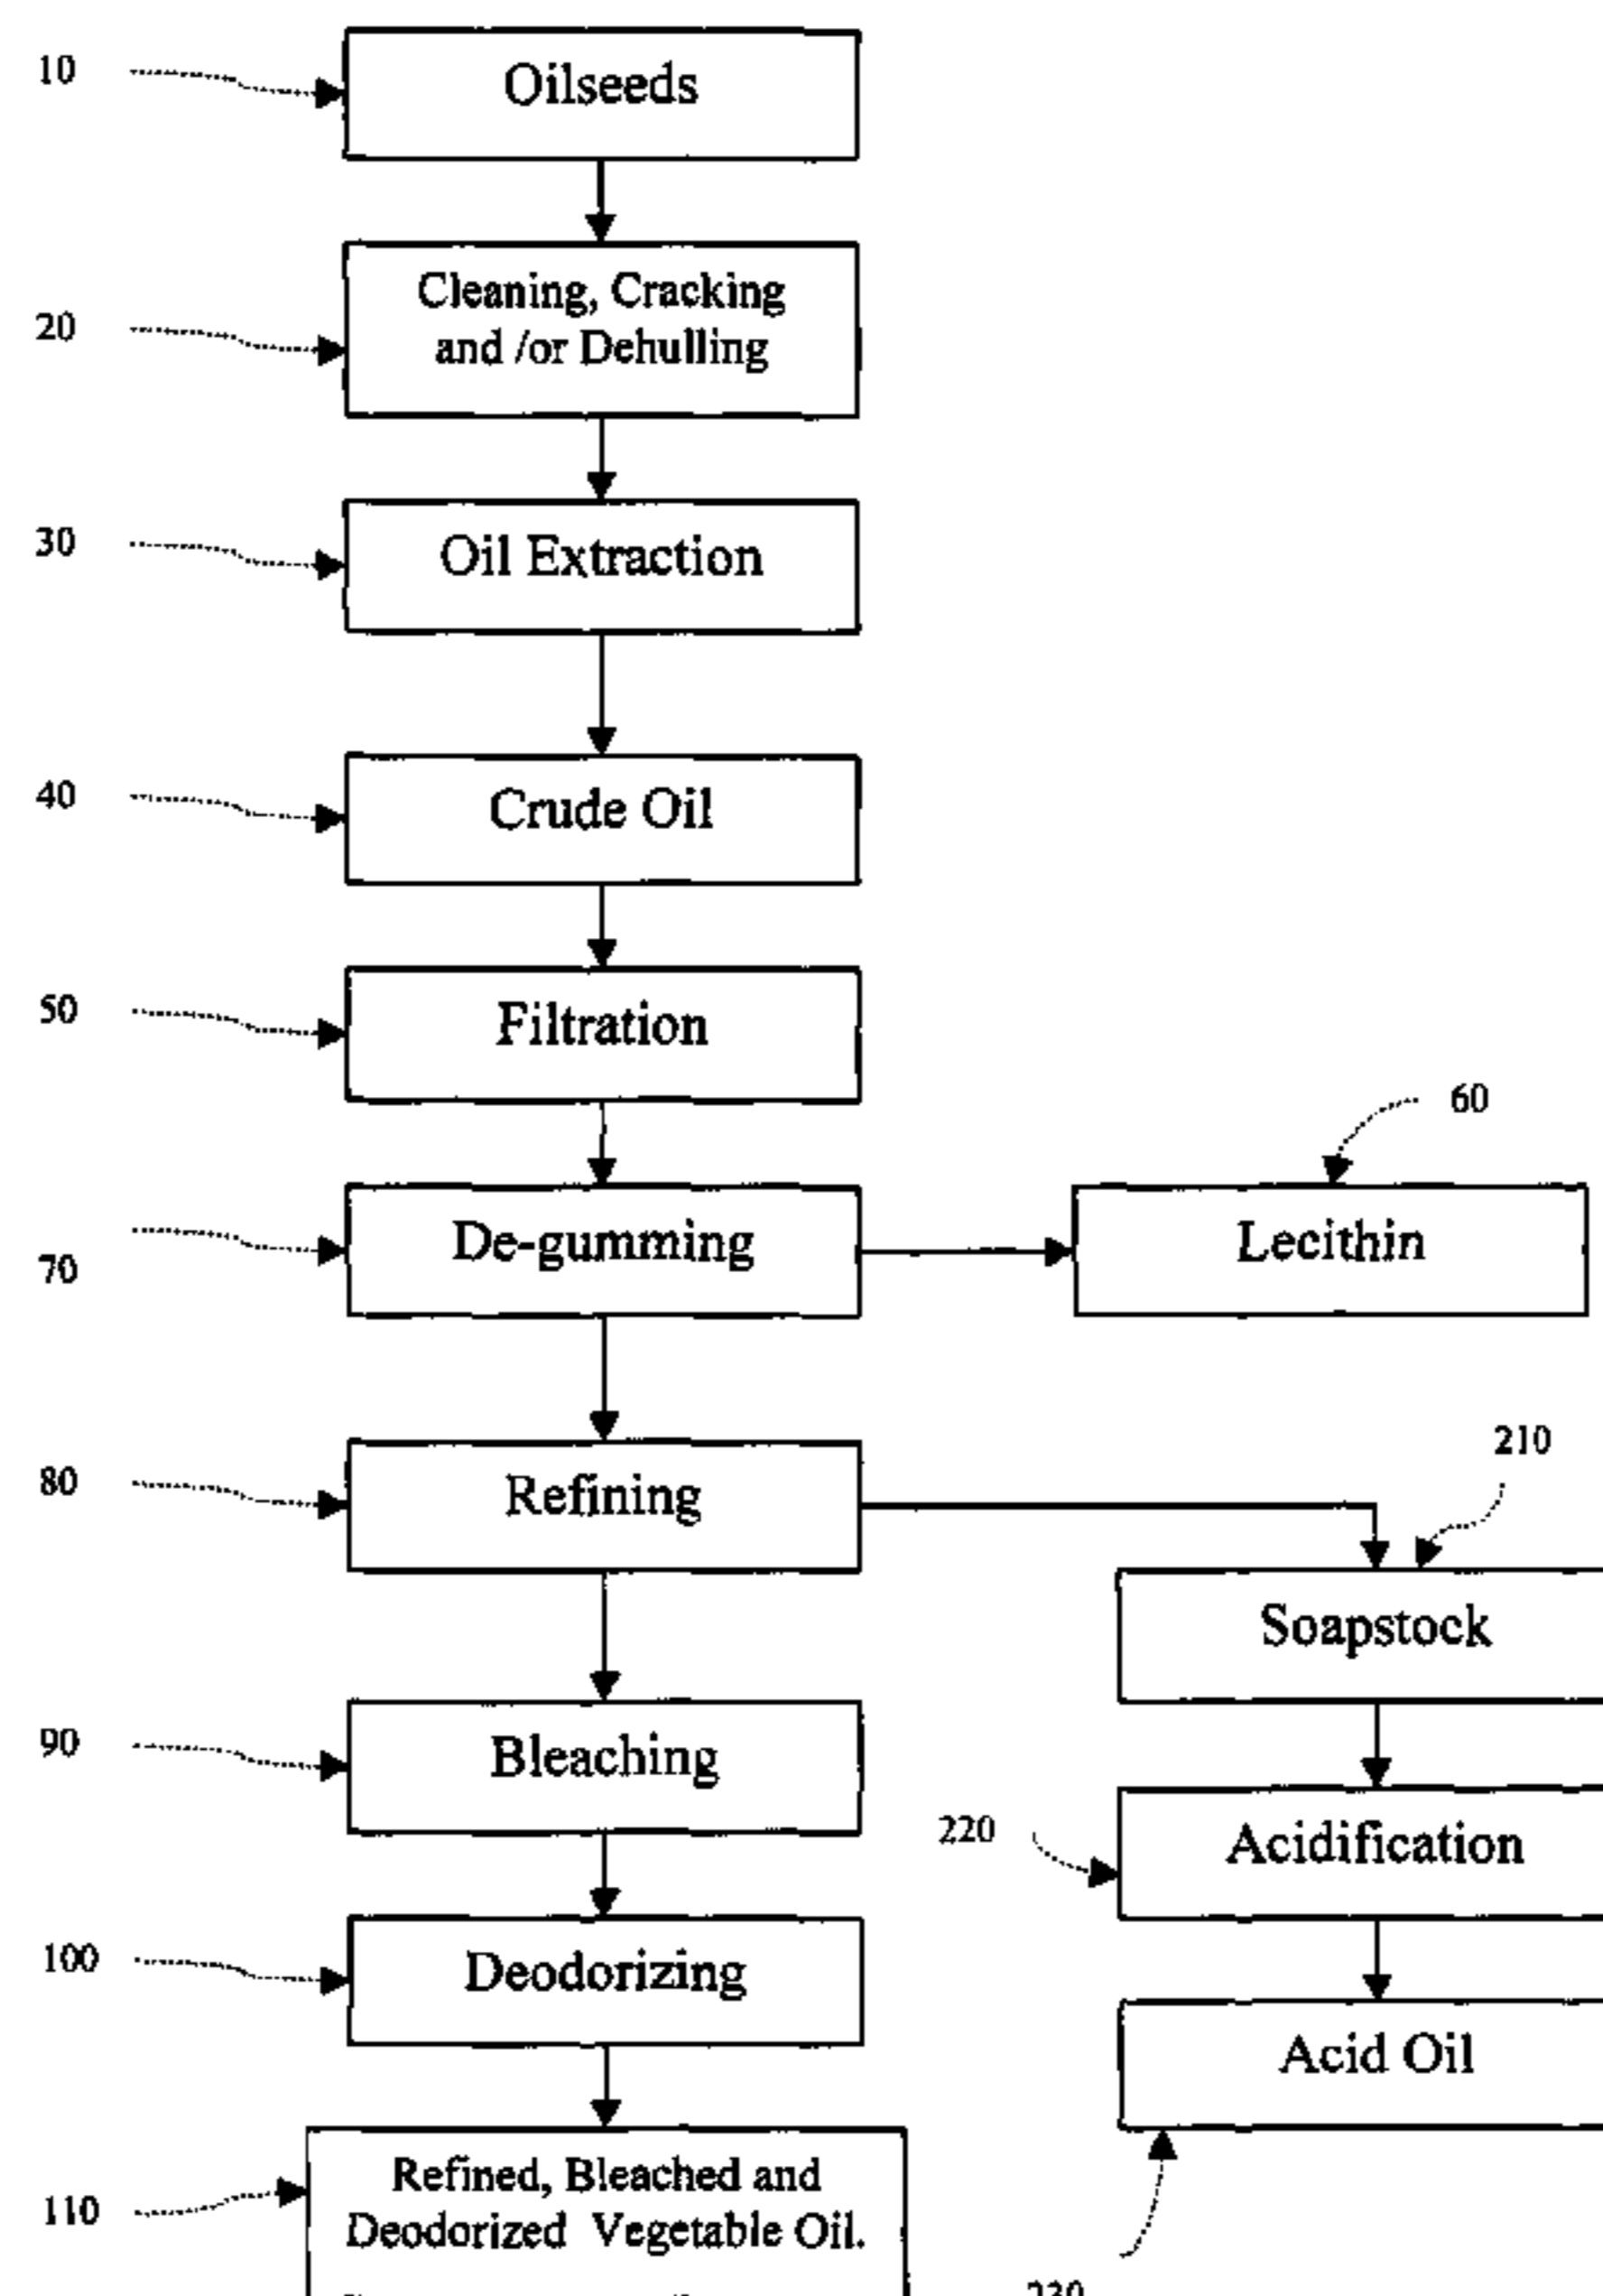 10
Oilseeds
20
Cleaning, Cracking
and /or Dehulling
30
Oil Extraction
40
Crude Oil
50
Filtration
60
70
De-gumming
Lecithin
80
Refining
210
Soapstock
90
Bleaching
220
Acidification
100
Deodorizing
Acid Oil
110
Refined, Bleached and
Deodorized Vegetable Oil.
230